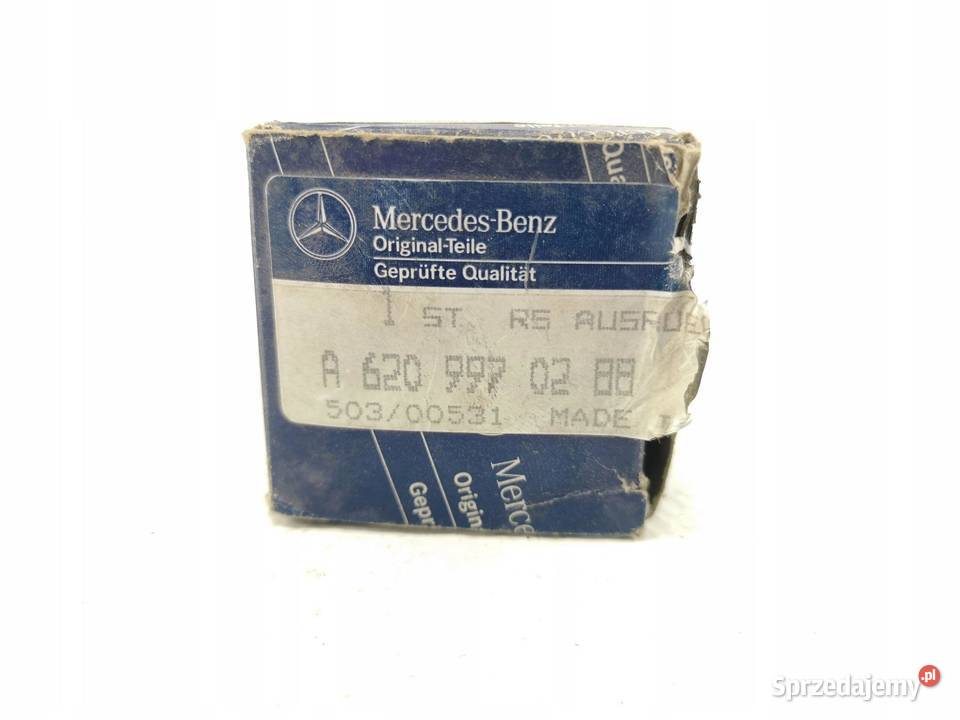 Mercedes-Benz
Original-Teile
Geprüfte Qualität
1 ST RS
A 620 997 02 88
503/00531 MADE
Merce
Origin
Gepr
Qua
Sprzedajemy.pl